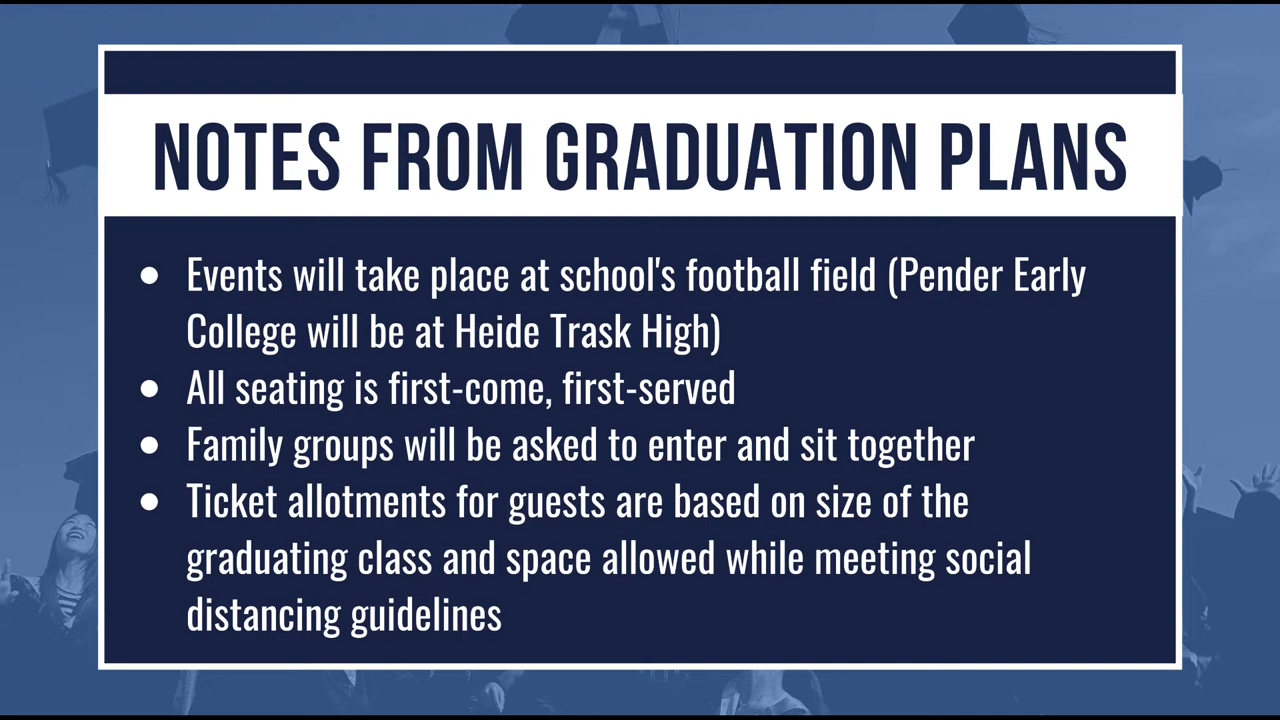 NOTES FROM GRADUATION PLANS
• Events will take place at school's football field (Pender Early
College will be at Heide Trask High)
• All seating is first-come, first-served
• Family groups will be asked to enter and sit together
• Ticket allotments for guests are based on size of the
graduating class and space allowed while meeting social
distancing guidelines